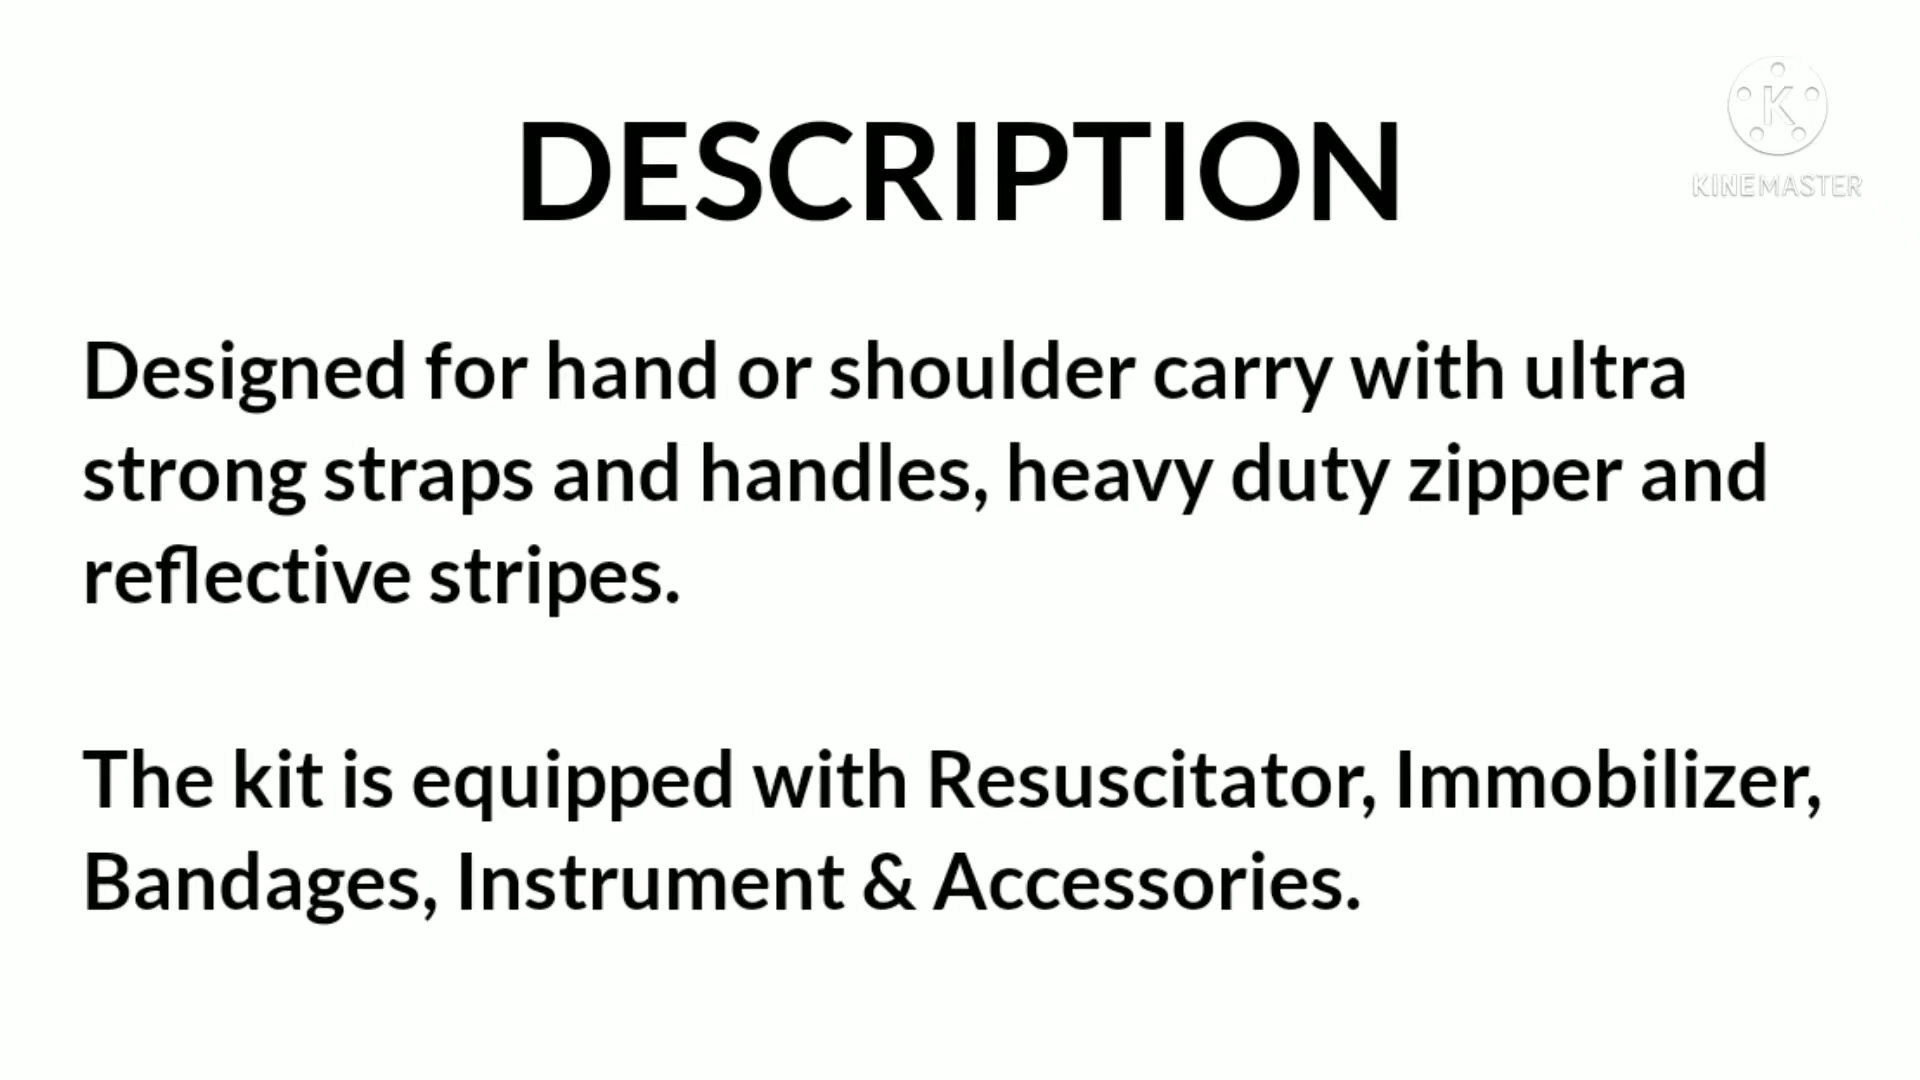 DESCRIPTION
K
KINEMASTER
Designed for hand or shoulder carry with ultra
strong straps and handles, heavy duty zipper and
reflective stripes.
The kit is equipped with Resuscitator, Immobilizer,
Bandages, Instrument & Accessories.